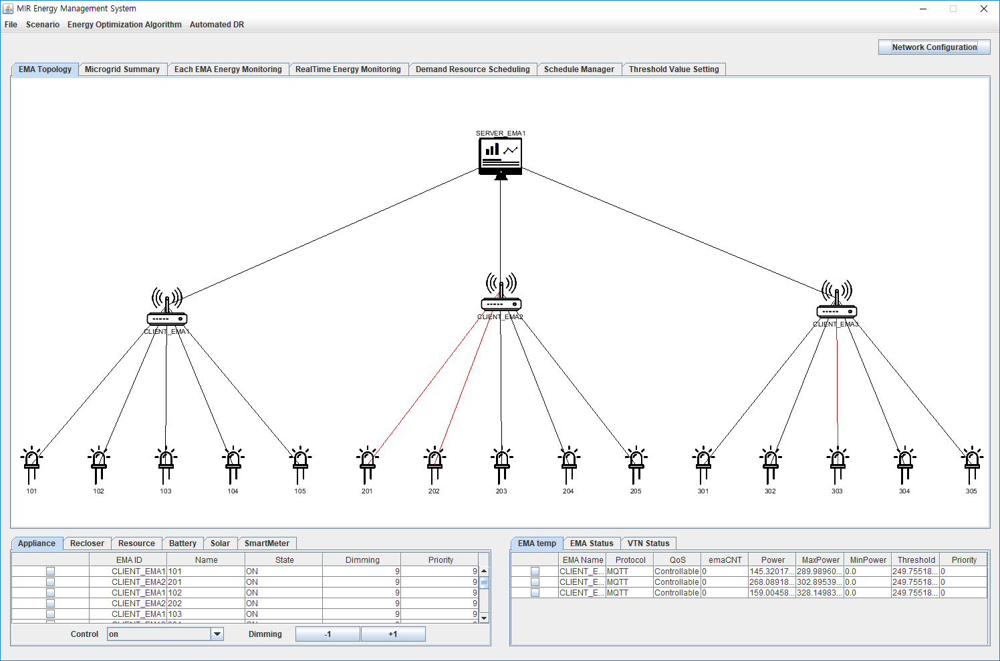 MIR Energy Management System
File Scenario Energy Optimization Algorithm Automated DR
Network Configuration
EMA Topology Microgrid Summary Each EMA Energy Monitoring RealTime Energy Monitoring Demand Resource Scheduling Schedule Manager Threshold Value Setting
SERVER_EMA1
CLIENT_EMA1 CLIENT_EMA2 CLIENT_EMA3
101 102 103 104 105 201 202 203 204 205 301 302 303 304 305
Appliance Recloser Resource Battery Solar SmartMeter
EMA ID Name State Dimming Priority
CLIENT_EMA1 101 ON 9 9
CLIENT_EMA2 201 ON 9 9
CLIENT_EMA1 102 ON 9 9
CLIENT_EMA2 202 ON 9 9
CLIENT_EMA1 103 ON 9 9
Control on Dimming -1 +1
EMA temp EMA Status VTN Status
EMA Name Protocol QoS emaCNT Power MaxPower MinPower Threshold Priority
CLIENT_E... MQTT Controllable 0 145.32017... 289.98960... 0.0 249.75518... 0
CLIENT_E... MQTT Controllable 0 268.08918... 302.89539... 0.0 249.75518... 0
CLIENT_E... MQTT Controllable 0 159.00458... 328.14983... 0.0 249.75518... 0